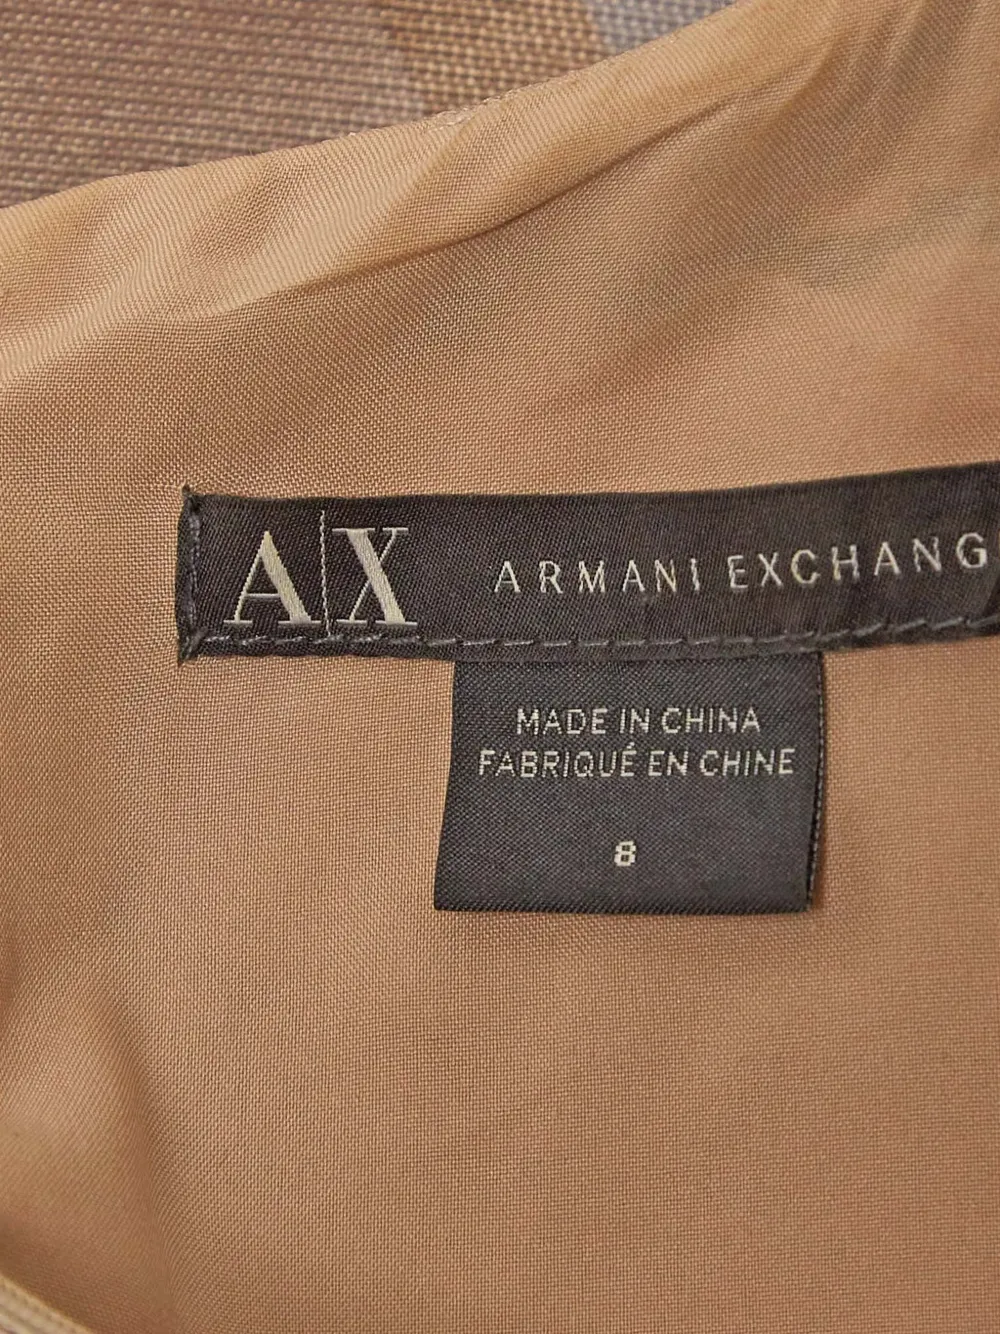 A|X ARMANI EXCHANG
MADE IN CHINA
FABRIQUÉ EN CHINE
8